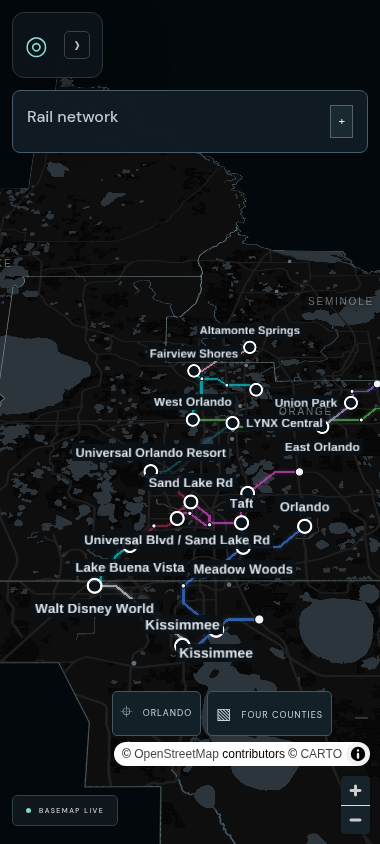 Rail network
+
SEMINOLE
Altamonte Springs
Fairview Shores
West Orlando
Union Park
ORANGE
LYNX Central
East Orlando
Universal Orlando Resort
Sand Lake Rd
Taft
Orlando
Universal Blvd / Sand Lake Rd
Lake Buena Vista
Meadow Woods
Walt Disney World
Kissimmee
Kissimmee
ORLANDO
FOUR COUNTIES
© OpenStreetMap contributors © CARTO
BASEMAP LIVE
+
−